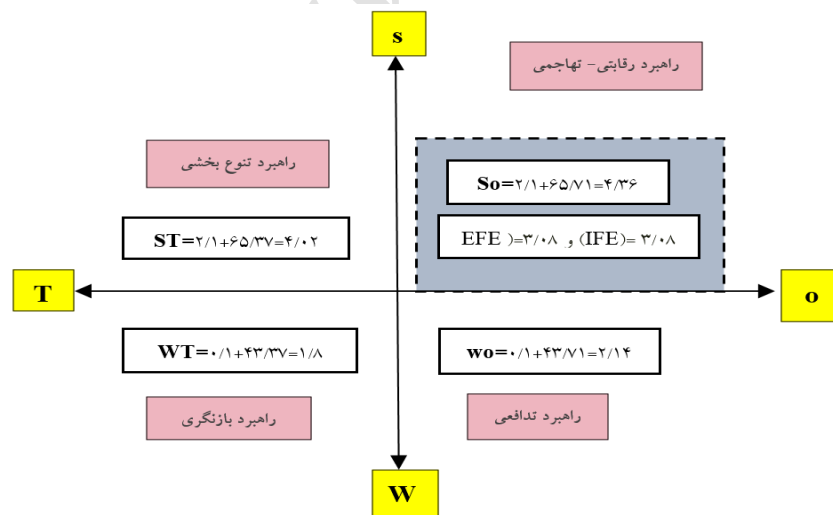 s
راهبرد رقابتی- تهاجمی
راهبرد تنوع بخشی
So=۲/۱+۶۵/۷۱=۴/۳۶
ST=۲/۱+۶۵/۳۷=۴/۰۲
EFE )=۳/۰۸ و (IFE)= ۳/۰۸
T
o
WT=۰/۱+۴۳/۳۷=۱/۸
wo=۰/۱+۴۳/۷۱=۲/۱۴
راهبرد بازنگری
راهبرد تدافعی
W